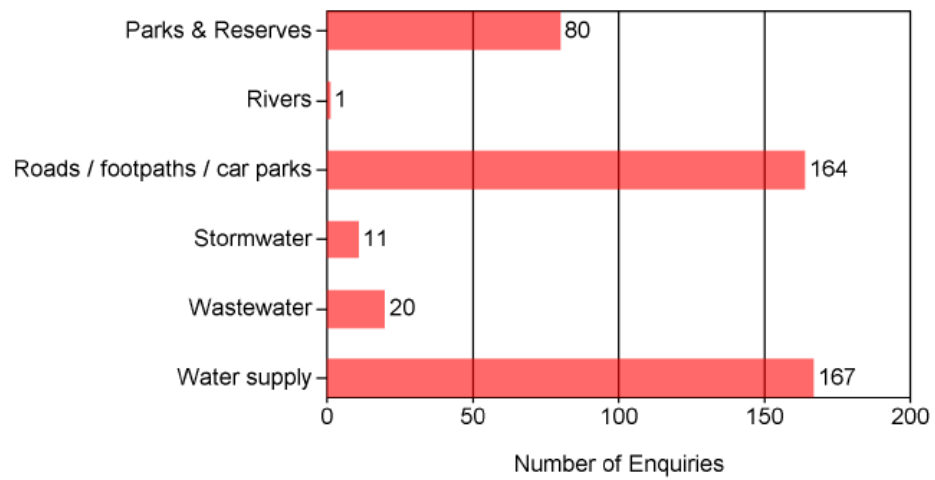 Parks & Reserves 80
Rivers 1
Roads / footpaths / car parks 164
Stormwater 11
Wastewater 20
Water supply 167
0 50 100 150 200
Number of Enquiries